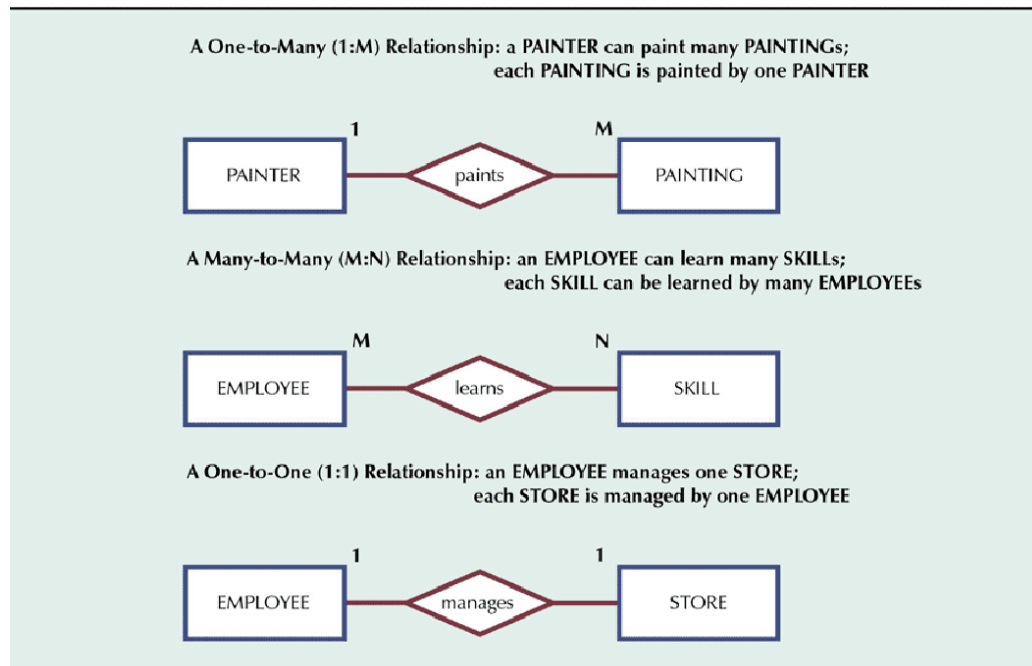 A One-to-Many (1:M) Relationship: a PAINTER can paint many PAINTINGs;
each PAINTING is painted by one PAINTER
1 M
PAINTER paints PAINTING
A Many-to-Many (M:N) Relationship: an EMPLOYEE can learn many SKILLs;
each SKILL can be learned by many EMPLOYEEs
M N
EMPLOYEE learns SKILL
A One-to-One (1:1) Relationship: an EMPLOYEE manages one STORE;
each STORE is managed by one EMPLOYEE
1 1
EMPLOYEE manages STORE